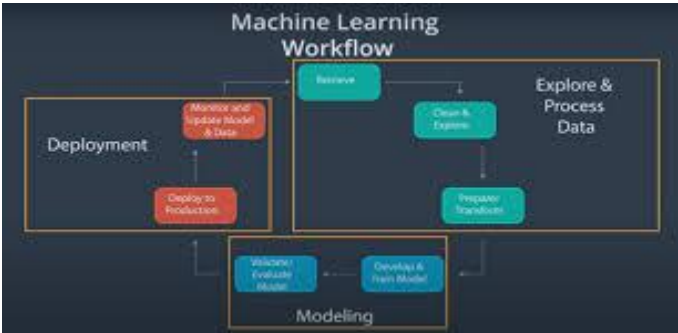 Machine Learning
Workflow
Retrieve
Explore &
Process
Data
Clean &
Explore
Prepare/
Transform
Develop &
Train Model
Validate/
Evaluate
Model
Modeling
Deploy to
Production
Monitor and
Update Model
& Data
Deployment